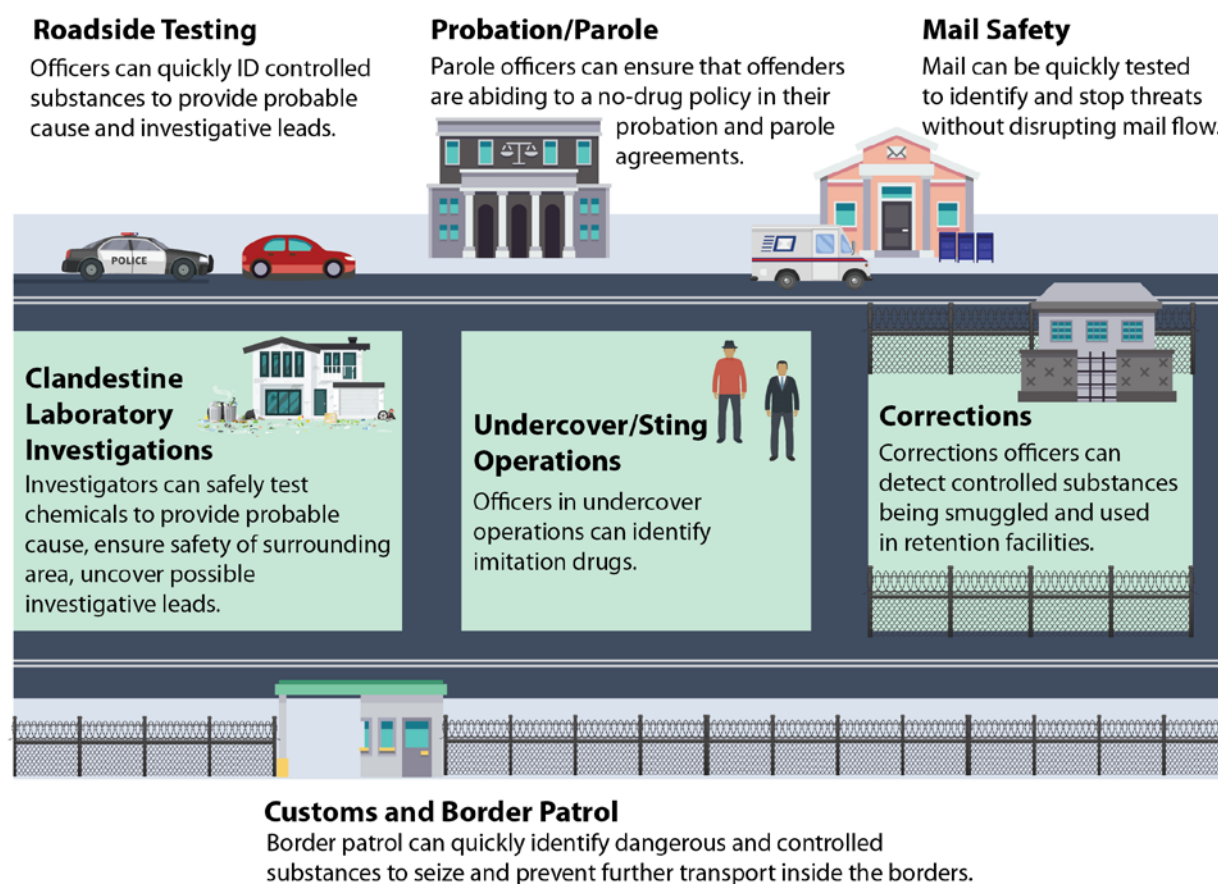 Roadside Testing
Officers can quickly ID controlled
substances to provide probable
cause and investigative leads.
Probation/Parole
Parole officers can ensure that offenders
are abiding to a no-drug policy in their
probation and parole
agreements.
Mail Safety
Mail can be quickly tested
to identify and stop threats
without disrupting mail flow.
POLICE
Clandestine
Laboratory
Investigations
Investigators can safely test
chemicals to provide probable
cause, ensure safety of surrounding
area, uncover possible
investigative leads.
Undercover/Sting
Operations
Officers in undercover
operations can identify
imitation drugs.
Corrections
Corrections officers can
detect controlled substances
being smuggled and used
in retention facilities.
Customs and Border Patrol
Border patrol can quickly identify dangerous and controlled
substances to seize and prevent further transport inside the borders.